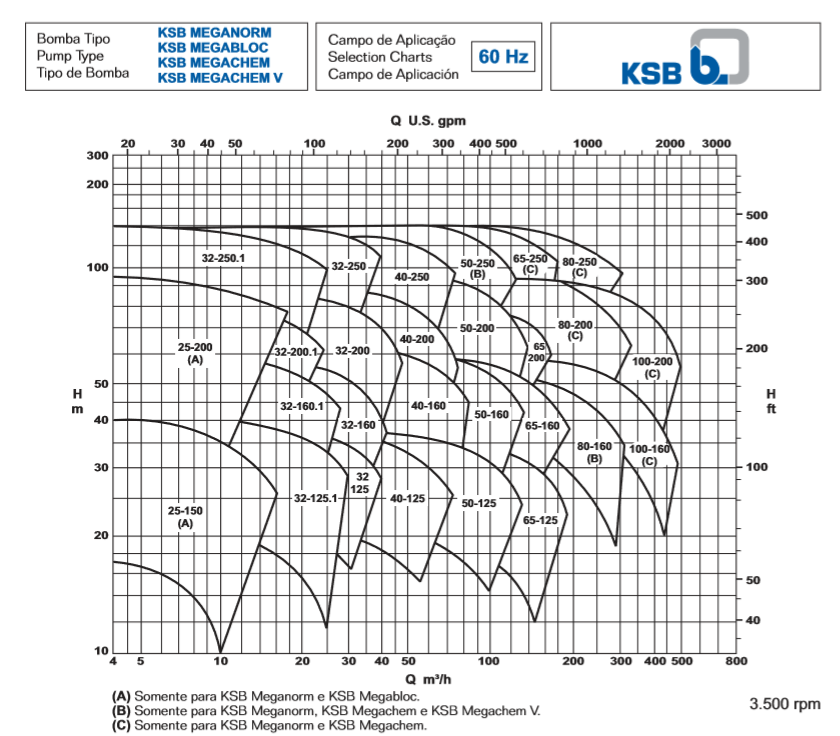 Bomba Tipo
Pump Type
Tipo de Bomba
KSB MEGANORM
KSB MEGABLOC
KSB MEGACHEM
KSB MEGACHEM V
Campo de Aplicação
Selection Charts
Campo de Aplicación
60 Hz
KSB b.
Q U.S. gpm
20 30 40 50 100 200 300 400 500 1000 2000 3000
300
200
100
50
40
30
20
10
H
m
500
400
300
200
100
50
40
H
ft
32-250.1
32-250
40-250
50-250
(B)
65-250
(C)
80-250
(C)
25-200
(A)
32-200.1
32-200
40-200
50-200
65
200
80-200
(C)
100-200
(C)
32-160.1
32-160
40-160
50-160
65-160
80-160
(B)
100-160
(C)
25-150
(A)
32-125.1
32
125
40-125
50-125
65-125
4 5 10 20 30 40 50 100 200 300 400 500 800
Q m³/h
(A) Somente para KSB Meganorm e KSB Megabloc.
(B) Somente para KSB Meganorm, KSB Megachem e KSB Megachem V.
(C) Somente para KSB Meganorm e KSB Megachem.
3.500 rpm